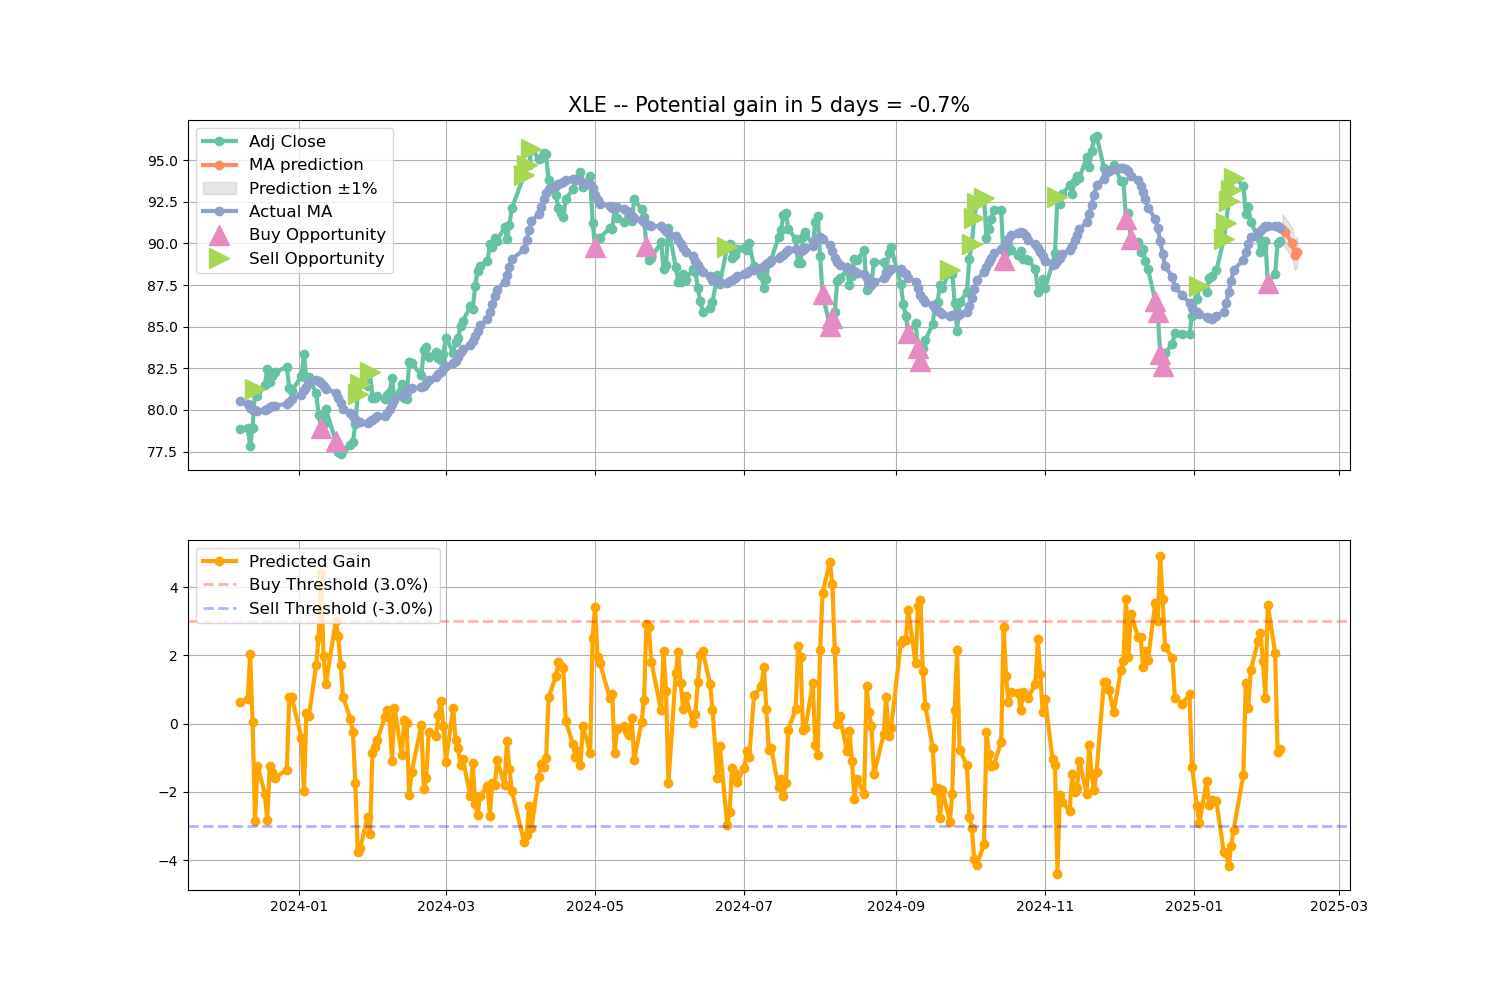 XLE -- Potential gain in 5 days = -0.7%
Adj Close
MA prediction
Prediction ±1%
Actual MA
Buy Opportunity
Sell Opportunity
95.0
92.5
90.0
87.5
85.0
82.5
80.0
77.5
Predicted Gain
Buy Threshold (3.0%)
Sell Threshold (-3.0%)
4
2
0
−2
−4
2024-01 2024-03 2024-05 2024-07 2024-09 2024-11 2025-01 2025-03